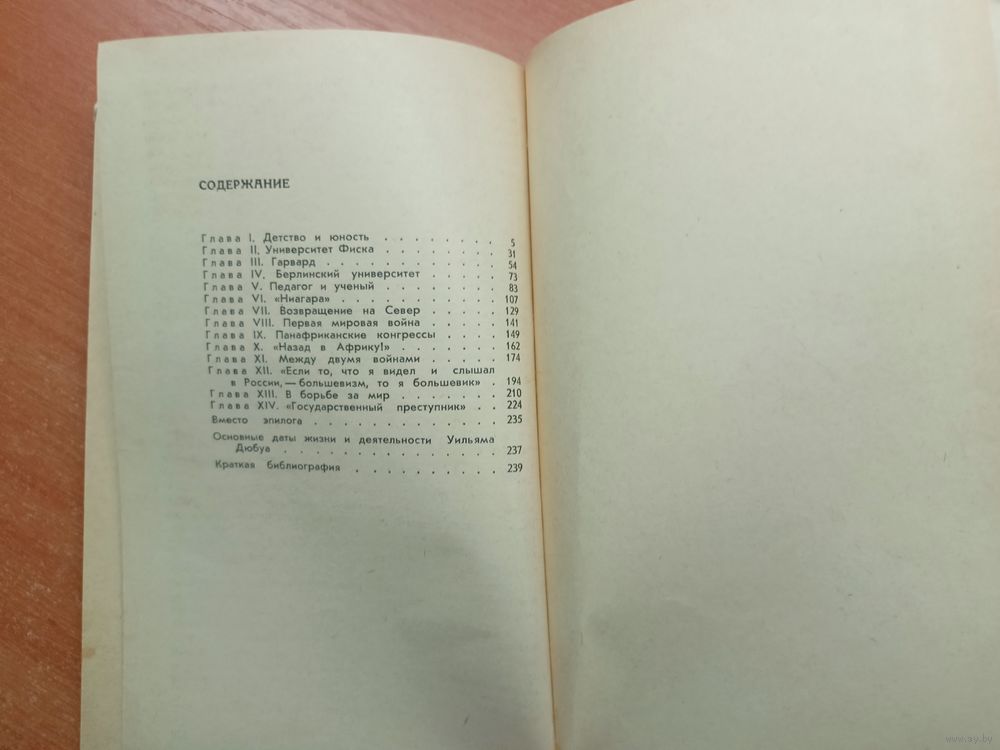 СОДЕРЖАНИЕ
Глава I. Детство и юность . . . . . . . . 5
Глава II. Университет Фиска . . . . . . . . 31
Глава III. Гарвард . . . . . . . . . . . 54
Глава IV. Берлинский университет . . . . . 73
Глава V. Педагог и ученый . . . . . . . . 83
Глава VI. «Ниагара» . . . . . . . . . . 107
Глава VII. Возвращение на Север . . . . . 129
Глава VIII. Первая мировая война . . . . . 141
Глава IX. Панафриканские конгрессы . . . . 149
Глава X. «Назад в Африку!» . . . . . . . 162
Глава XI. Между двумя войнами . . . . . 174
Глава XII. «Если то, что я видел и слышал
в России, — большевизм, то я большевик» . 194
Глава XIII. В борьбе за мир . . . . . . . 210
Глава XIV. «Государственный преступник» . . 224
Вместо эпилога . . . . . . . . . . . . 235
Основные даты жизни и деятельности Уильяма
Дюбуа . . . . . . . . . . . . . . 237
Краткая библиография . . . . . . . . . . 239
www.ay.by